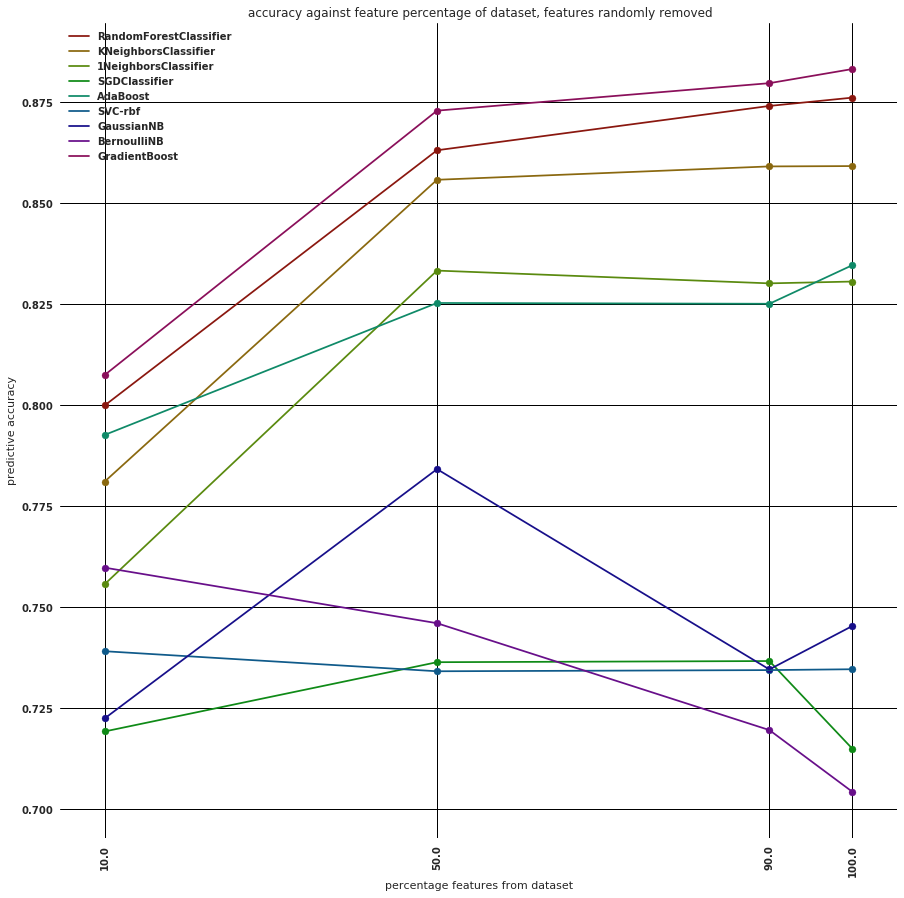 accuracy against feature percentage of dataset, features randomly removed
RandomForestClassifier
KNeighborsClassifier
1NeighborsClassifier
SGDClassifier
AdaBoost
SVC-rbf
GaussianNB
BernoulliNB
GradientBoost
0.875
0.850
0.825
0.800
0.775
0.750
0.725
0.700
predictive accuracy
10.0
50.0
90.0
100.0
percentage features from dataset